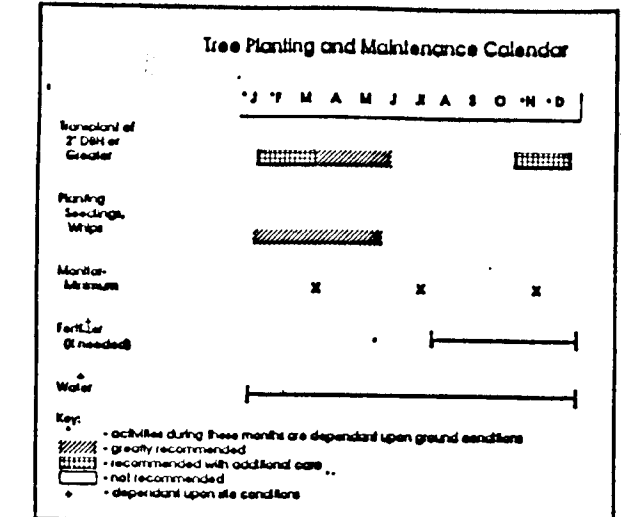 Tree Planting and Maintenance Calendar
*J *F M A M J Jl A S O *N *D
Transplant of
2" DBH or
Greater
Planting
Seedlings,
Whips
Monitor-
Minimum
x x x
Fertilizer
(if needed)
Water
Key:
* - activities during these months are dependant upon ground conditions
- greatly recommended
- recommended with additional care
- not recommended
+ - dependant upon site conditions